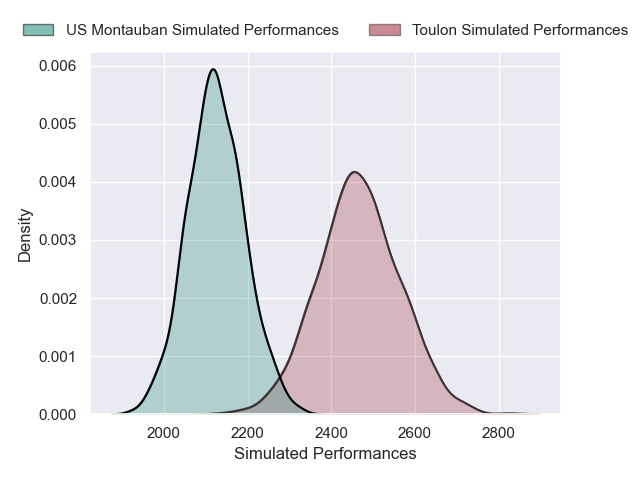 US Montauban Simulated Performances Toulon Simulated Performances
0.006
0.005
0.004
0.003
0.002
0.001
0.000
Density
2000 2200 2400 2600 2800
Simulated Performances